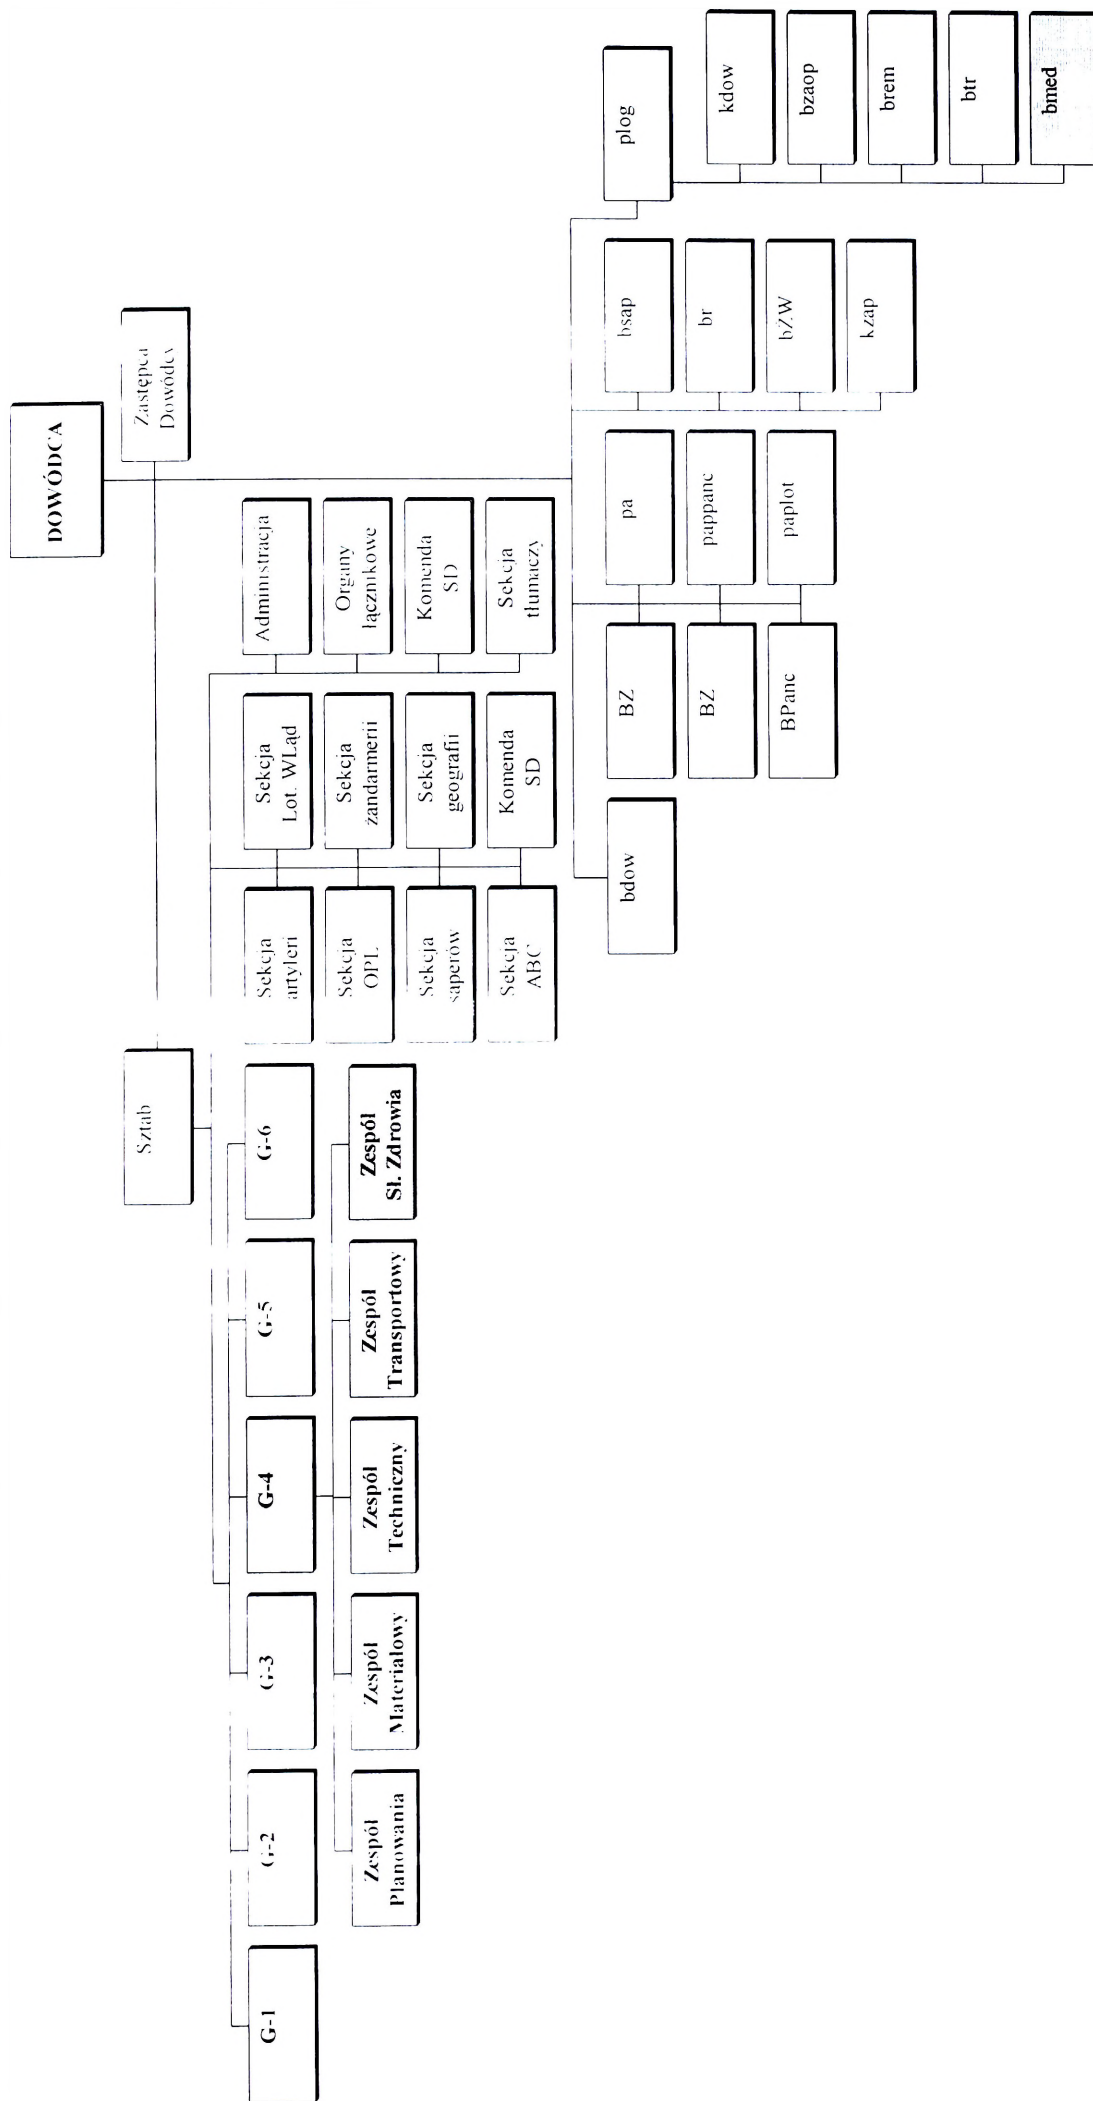 DOWÓDCA
Sztab
Zastępca
Dowódcy
G-1
G-2
G-3
G-4
G-5
G-6
Zespół
Planowania
Zespół
Materiałowy
Zespół
Techniczny
Zespół
Transportowy
Zespół
Sł. Zdrowia
Sekcja
artyleri
Sekcja
Lot. WLąd
Administracja
Sekcja
OPL
Sekcja
żandarmerii
Organy
łącznikowe
Sekcja
saperów
Sekcja
geografii
Komenda
SD
Sekcja
ABC
Komenda
SD
Sekcja
tłumaczy
bdow
BZ
pa
BZ
pappanc
BPanc
paplot
bsap
br
bŻW
kzap
plog
kdow
bzaop
brem
btr
bmed